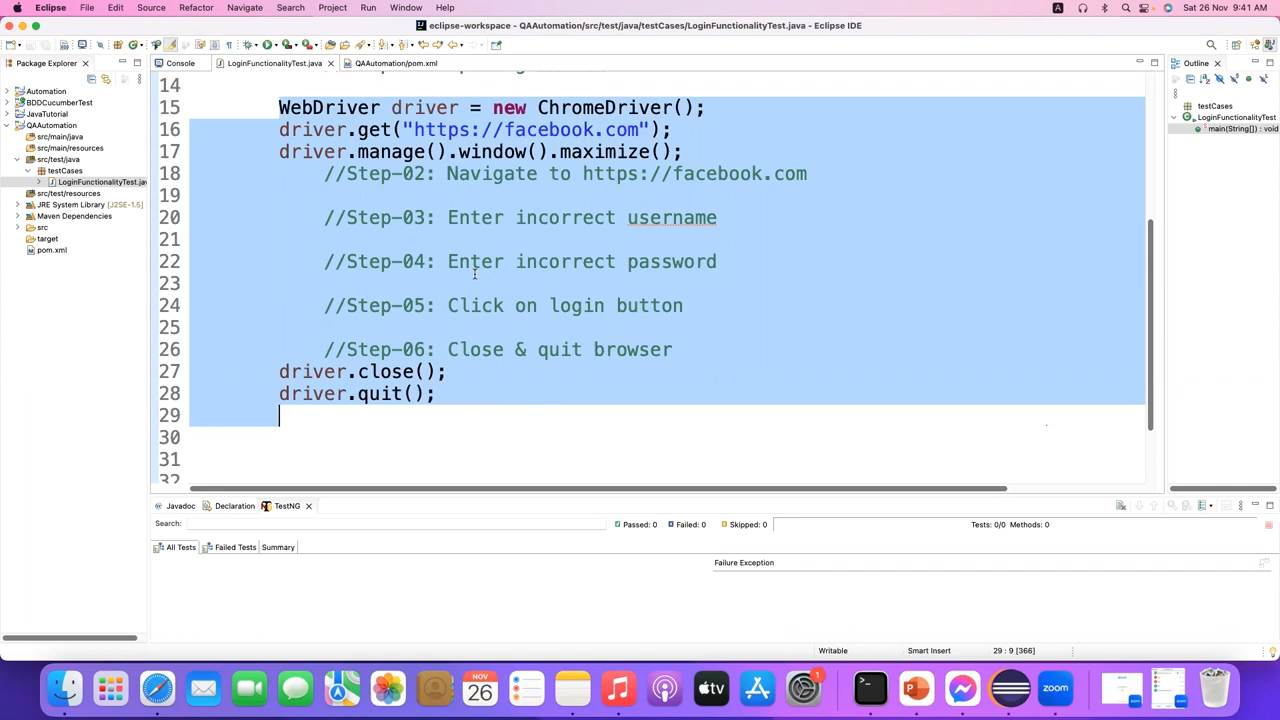 Eclipse File Edit Source Refactor Navigate Search Project Run Window Help A Sat 26 Nov 9:41 AM
eclipse-workspace - QAAutomation/src/test/java/testCases/LoginFunctionalityTest.java - Eclipse IDE
Package Explorer
Automation
BDDCucumberTest
JavaTutorial
QAAutomation
src/main/java
src/main/resources
src/test/java
testCases
LoginFunctionalityTest.jav
src/test/resources
JRE System Library [J2SE-1.5]
Maven Dependencies
src
target
pom.xml
Console LoginFunctionalityTest.java QAAutomation/pom.xml
14
15 WebDriver driver = new ChromeDriver();
16 driver.get("https://facebook.com");
17 driver.manage().window().maximize();
18 //Step-02: Navigate to https://facebook.com
19
20 //Step-03: Enter incorrect username
21
22 //Step-04: Enter incorrect password
23
24 //Step-05: Click on login button
25
26 //Step-06: Close & quit browser
27 driver.close();
28 driver.quit();
29
30
31
32
Outline
testCases
LoginFunctionalityTest
main(String[]) : void
Javadoc Declaration TestNG
Search: Passed: 0 Failed: 0 Skipped: 0 Tests: 0/0 Methods: 0
All Tests Failed Tests Summary
Failure Exception
Writable Smart Insert 29 : 9 [366]
NOV
26
tv
1
zoom